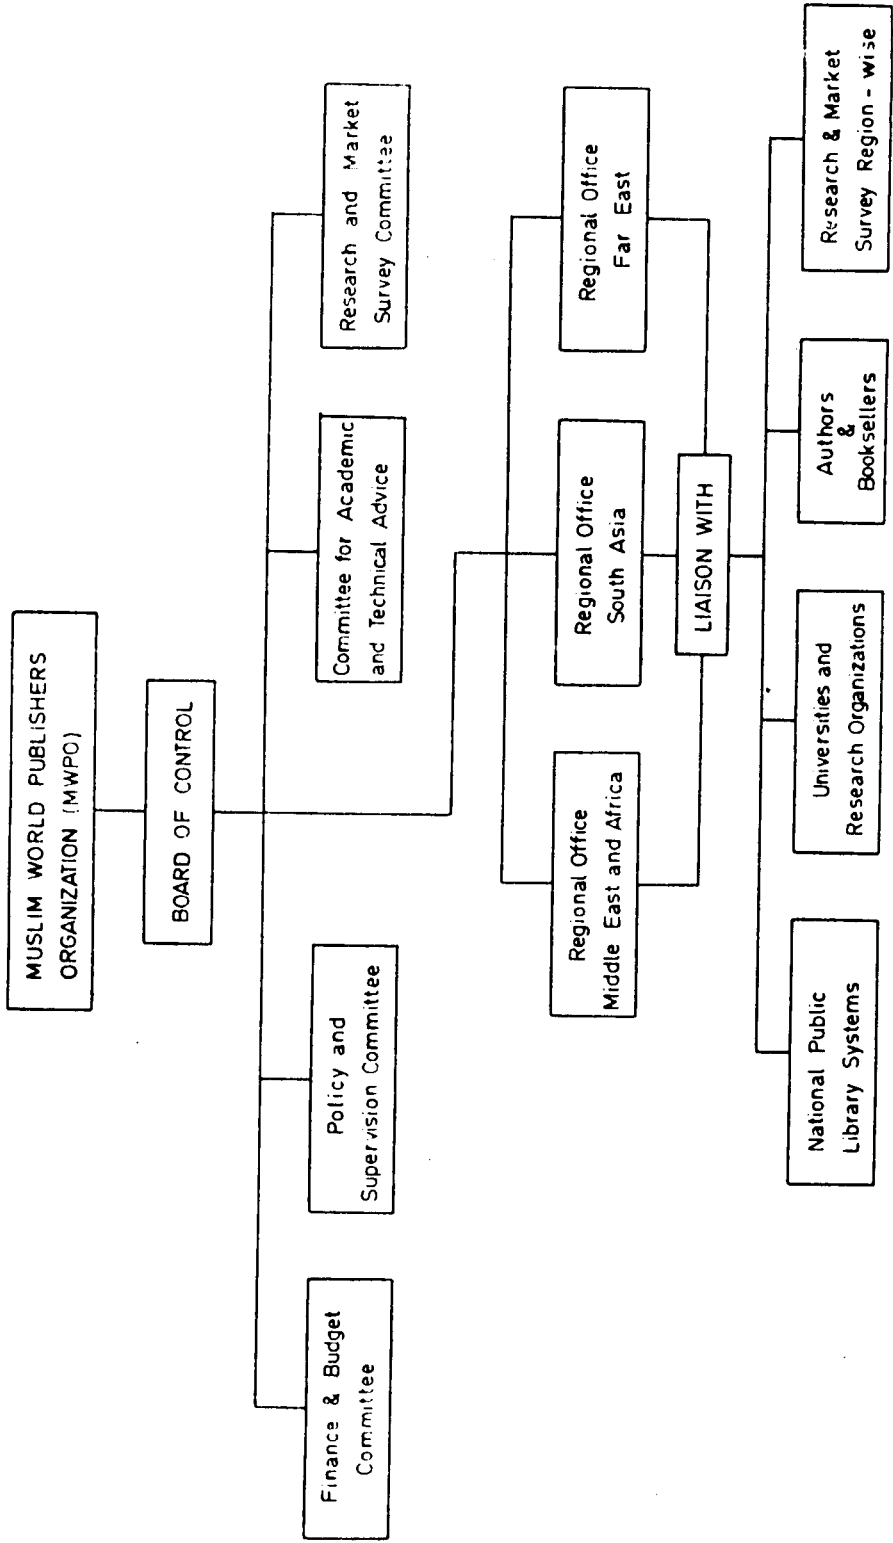 MUSLIM WORLD PUBLISHERS
ORGANIZATION (MWPO)
BOARD OF CONTROL
Finance & Budget
Committee
Policy and
Supervision Committee
Committee for Academic
and Technical Advice
Research and Market
Survey Committee
Regional Office
Middle East and Africa
Regional Office
South Asia
Regional Office
Far East
LIAISON WITH
National Public
Library Systems
Universities and
Research Organizations
Authors
&
Booksellers
Research & Market
Survey Region - wise